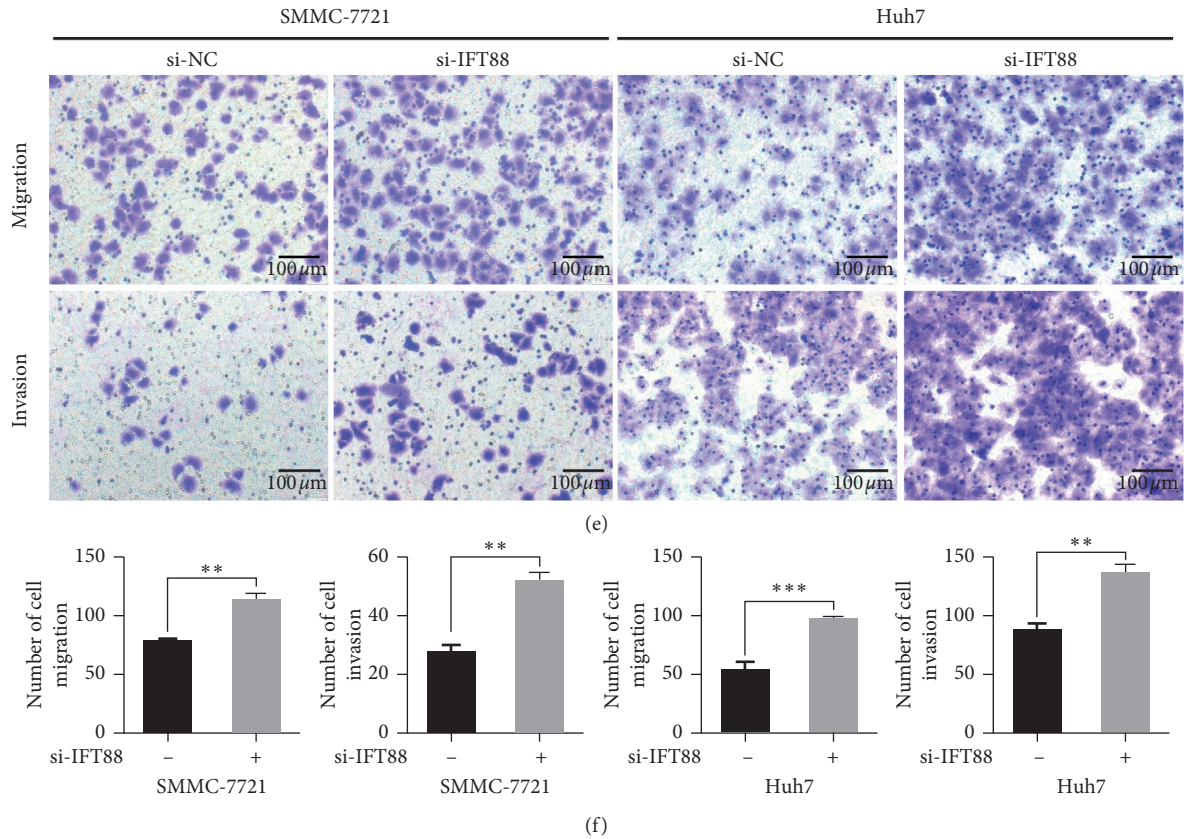 SMMC-7721 Huh7
si-NC si-IFT88 si-NC si-IFT88
Migration
100 µm 100 µm 100 µm 100 µm
Invasion
100 µm 100 µm 100 µm 100 µm
(e)
Number of cell migration
150
100
50
0
**
si-IFT88 – +
SMMC-7721
Number of cell invasion
60
40
20
0
**
si-IFT88 – +
SMMC-7721
Number of cell migration
150
100
50
0
***
si-IFT88 – +
Huh7
Number of cell invasion
150
100
50
0
**
si-IFT88 – +
Huh7
(f)